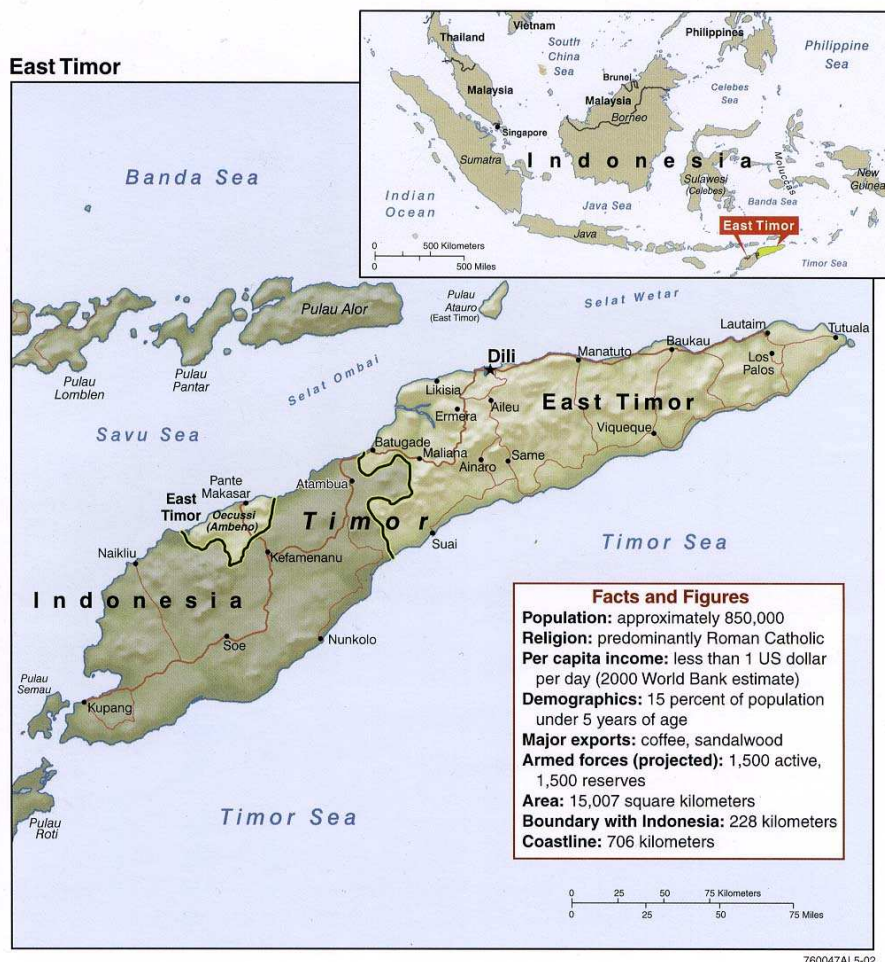 East Timor
Thailand
Vietnam
South
China
Sea
Philippines
Philippine
Sea
Malaysia
Brunei
Malaysia
Borneo
Celebes
Sea
Singapore
Sumatra
Indonesia
Sulawesi
(Celebes)
Moluccas
New
Guinea
Indian
Ocean
Java Sea
Banda Sea
Java
East Timor
Timor Sea
0 500 Kilometers
0 500 Miles
Banda Sea
Pulau Alor
Pulau
Atauro
(East Timor)
Selat Wetar
Pulau
Lomblen
Pulau
Pantar
Selat Ombai
Savu Sea
Dili
Manatuto
Baukau
Lautaim
Tutuala
Los
Palos
Likisia
Ermera
Aileu
East Timor
Viqueque
Batugade
Maliana
Ainaro
Same
Pante
Makasar
Atambua
East
Timor
Oecussi
(Ambeno)
Timor
Suai
Timor Sea
Naikliu
Kefamenanu
Indonesia
Soe
Nunkolo
Pulau
Semau
Kupang
Pulau
Roti
Timor Sea
Facts and Figures
Population: approximately 850,000
Religion: predominantly Roman Catholic
Per capita income: less than 1 US dollar
per day (2000 World Bank estimate)
Demographics: 15 percent of population
under 5 years of age
Major exports: coffee, sandalwood
Armed forces (projected): 1,500 active,
1,500 reserves
Area: 15,007 square kilometers
Boundary with Indonesia: 228 kilometers
Coastline: 706 kilometers
0 25 50 75 Kilometers
0 25 50 75 Miles
760047AI 5-02